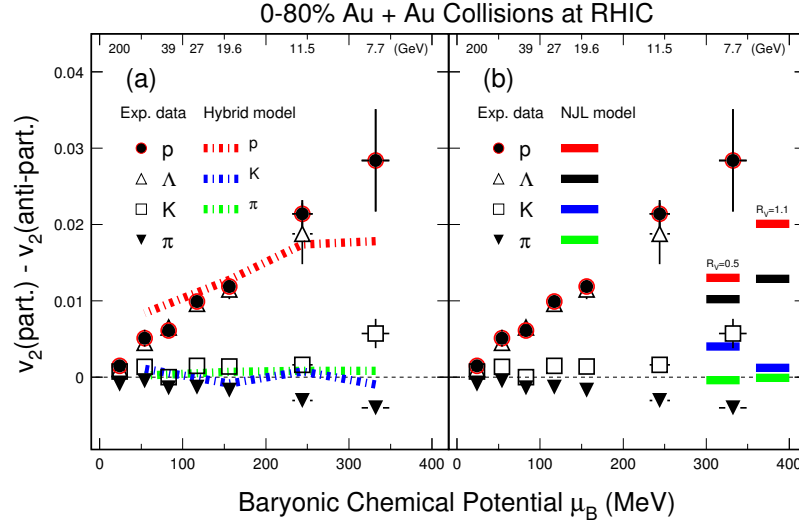 0-80% Au + Au Collisions at RHIC
200 39 27 19.6 11.5 7.7 (GeV)
200 39 27 19.6 11.5 7.7 (GeV)
(a)
(b)
Exp. data Hybrid model
Exp. data NJL model
p p
Λ K
K π
π
p
Λ
K
π
R_V=1.1
R_V=0.5
0.04
0.03
0.02
0.01
0
v₂(part.) - v₂(anti-part.)
0 100 200 300 400
0 100 200 300 400
Baryonic Chemical Potential μ_B (MeV)